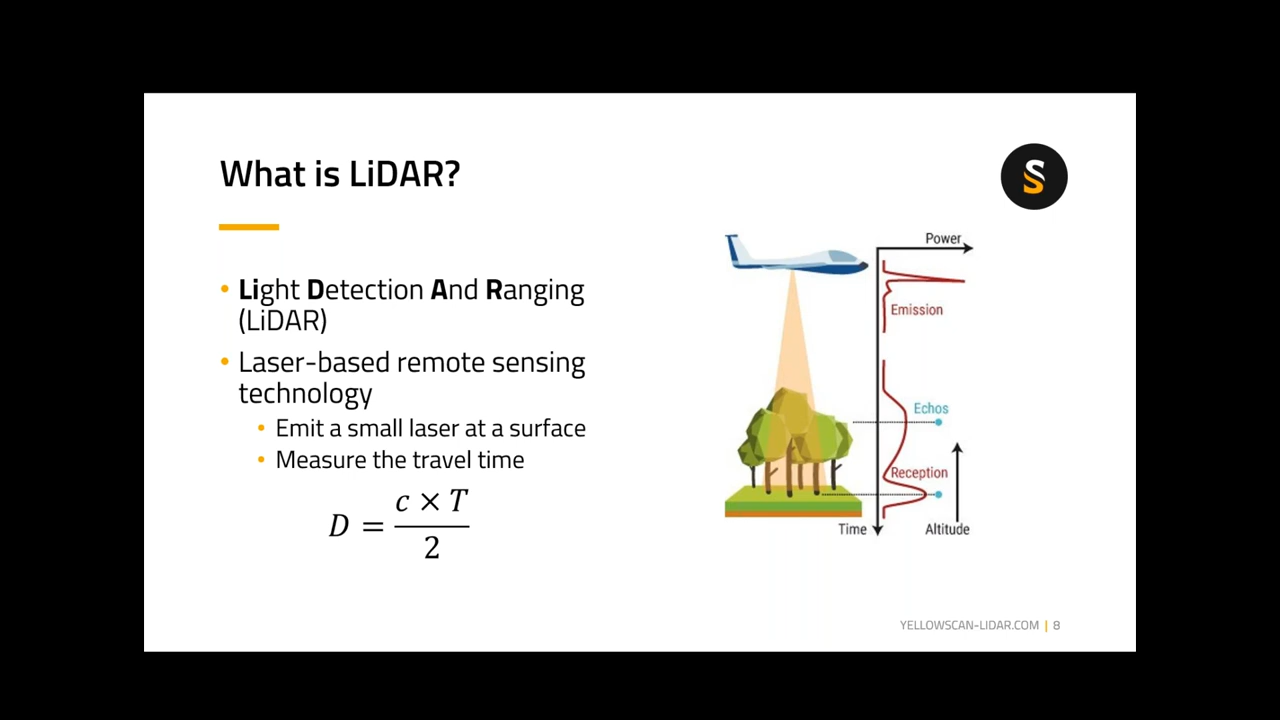 What is LiDAR?
• Light Detection And Ranging
(LiDAR)
• Laser-based remote sensing
technology
• Emit a small laser at a surface
• Measure the travel time
D = c × T / 2
Power
Emission
Echos
Reception
Time
Altitude
YELLOWSCAN-LIDAR.COM | 8